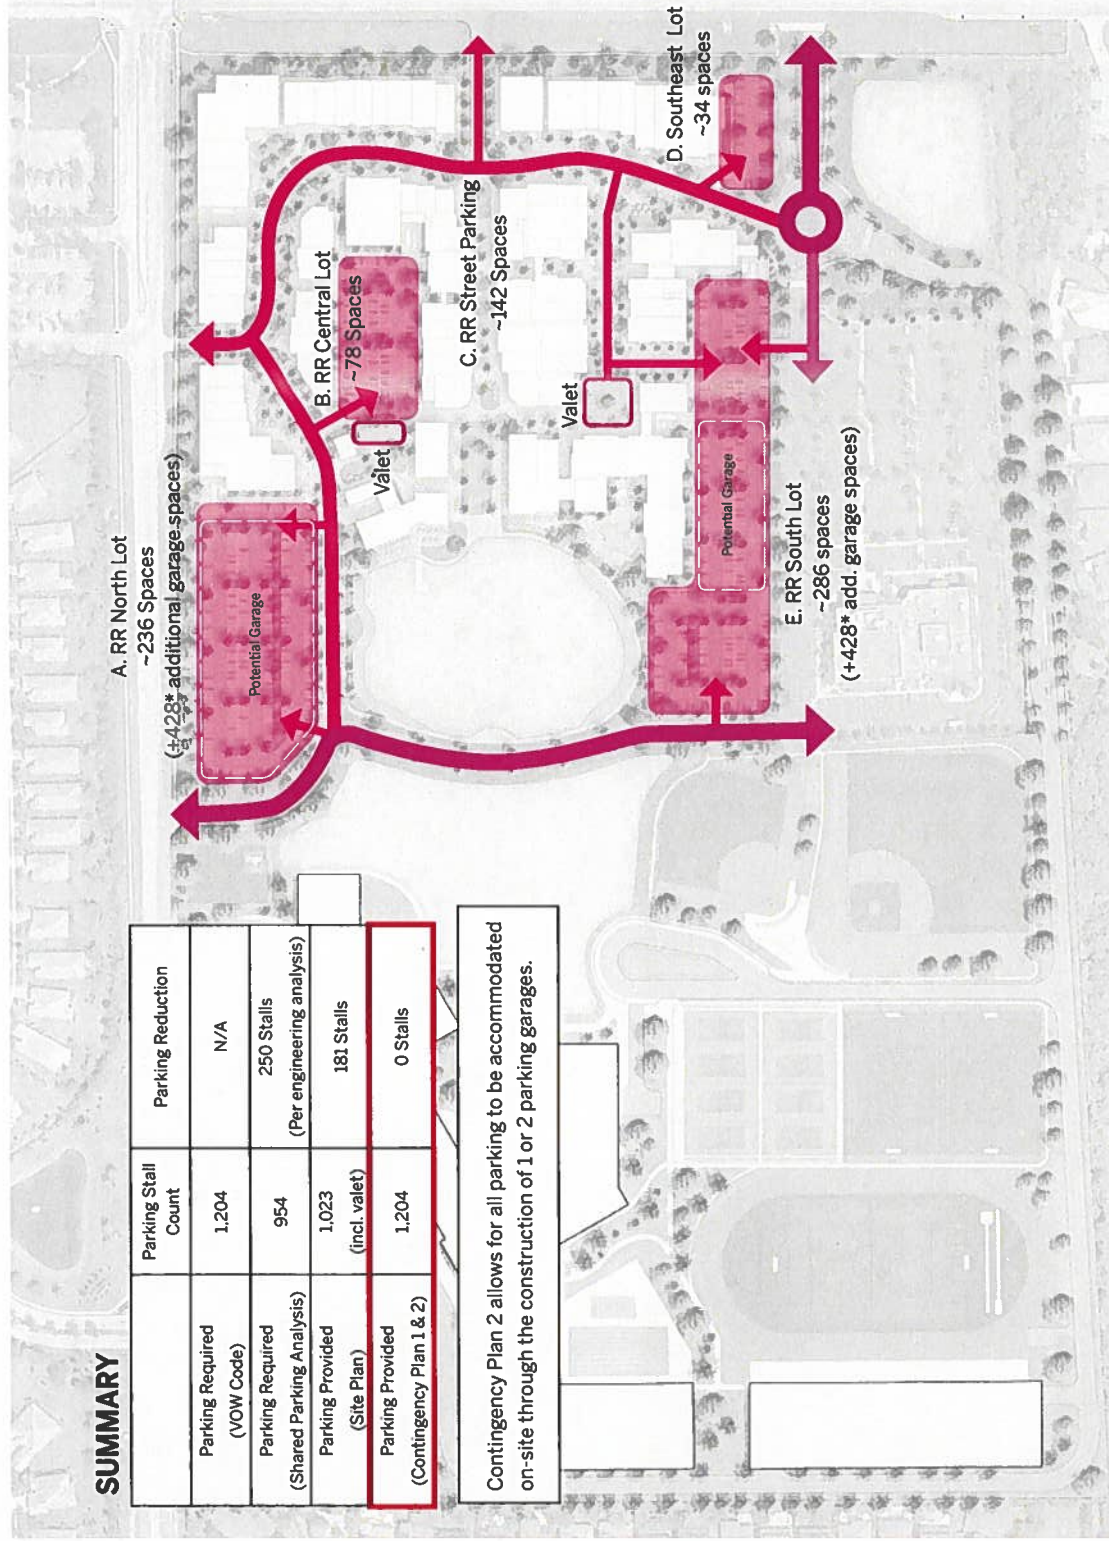 SUMMARY
Parking Stall
Count
Parking Reduction
Parking Required
(VOW Code)
1,204
N/A
Parking Required
(Shared Parking Analysis)
954
250 Stalls
(Per engineering analysis)
Parking Provided
(Site Plan)
1,023
(incl. valet)
181 Stalls
Parking Provided
(Contingency Plan 1 & 2)
1,204
0 Stalls
Contingency Plan 2 allows for all parking to be accommodated
on-site through the construction of 1 or 2 parking garages.
A. RR North Lot
~236 Spaces
(+428* additional garage spaces)
Potential Garage
B. RR Central Lot
~78 Spaces
Valet
C. RR Street Parking
~142 Spaces
Valet
D. Southeast Lot
~34 spaces
Potential Garage
E. RR South Lot
~286 spaces
(+428* add. garage spaces)